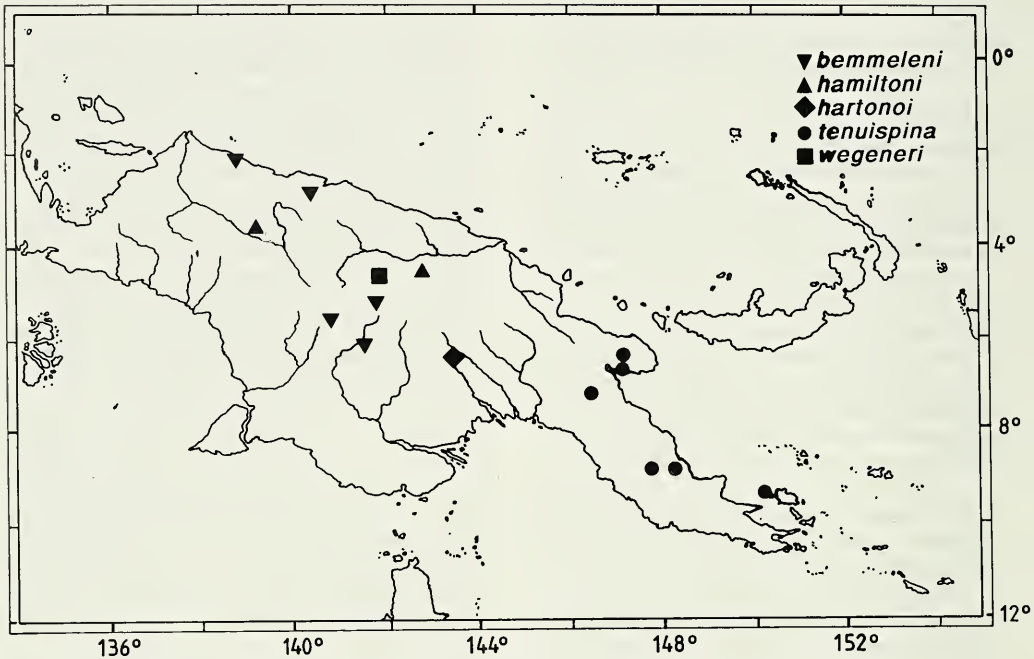 ▼ bemmeleni
▲ hamiltoni
◆ hartonoi
● tenuispina
■ wegeneri
0°
4°
8°
12°
136° 140° 144° 148° 152°